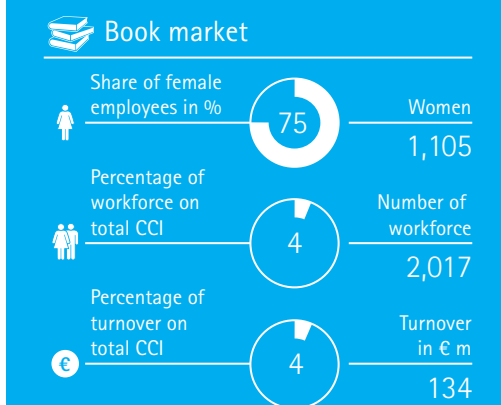 Book market
Share of female
employees in %
75
Women
1,105
Percentage of
workforce on
total CCI
4
Number of
workforce
2,017
Percentage of
turnover on
total CCI
€
4
Turnover
in € m
134